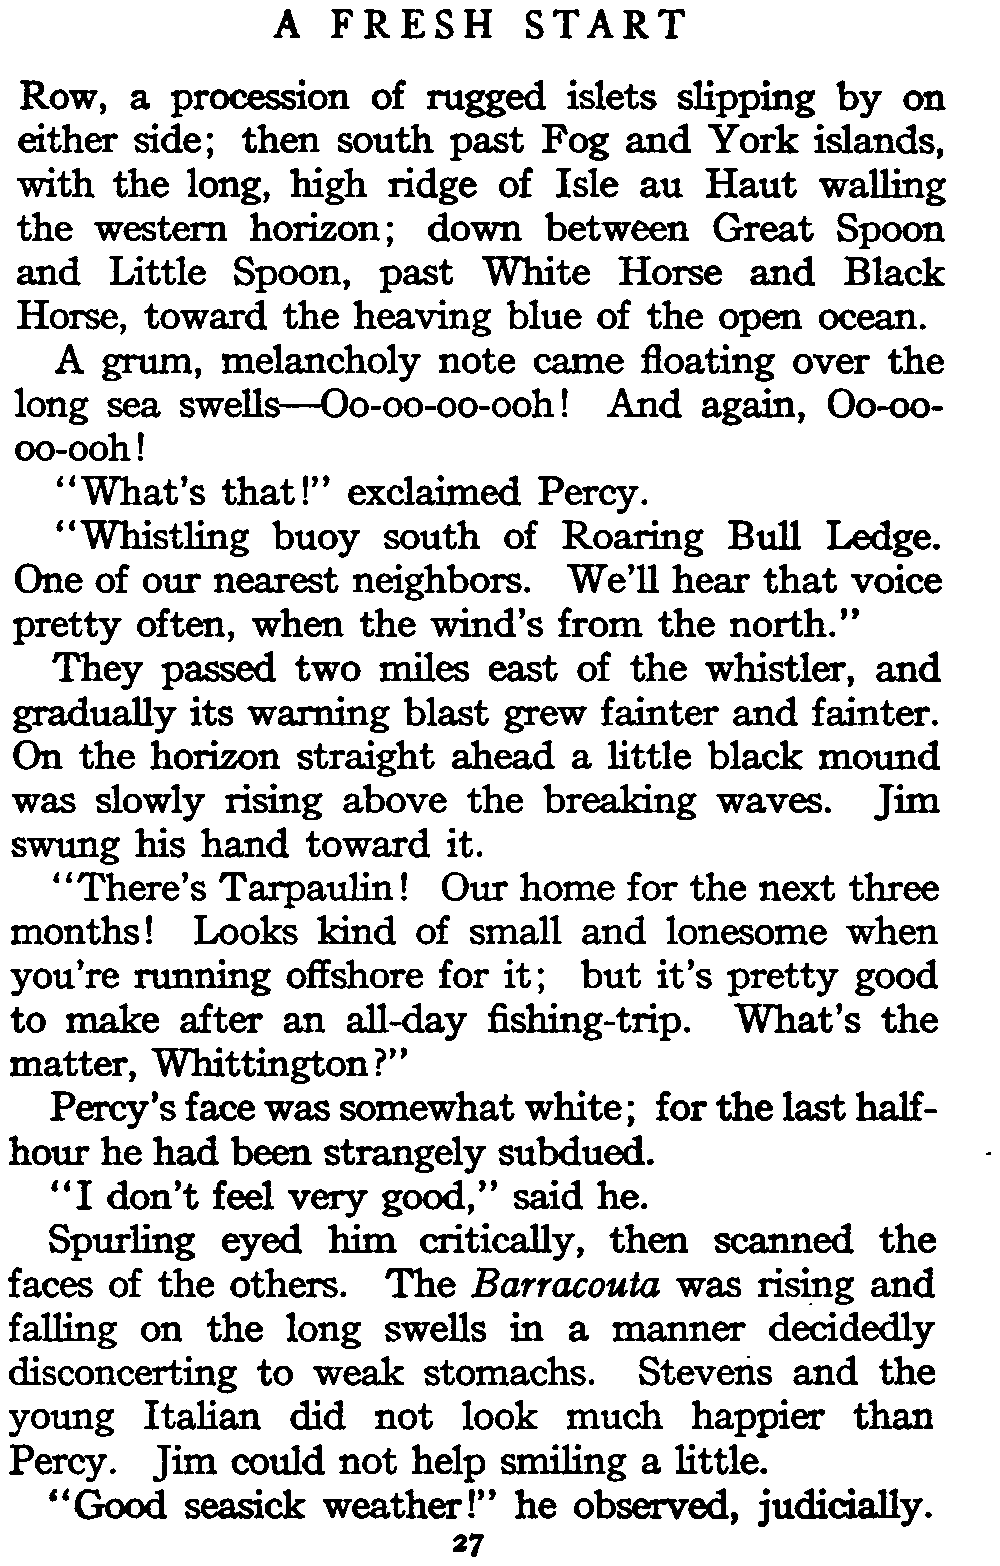 A FRESH START
Row, a procession of rugged islets slipping by on
either side; then south past Fog and York islands,
with the long, high ridge of Isle au Haut walling
the western horizon; down between Great Spoon
and Little Spoon, past White Horse and Black
Horse, toward the heaving blue of the open ocean.
A grum, melancholy note came floating over the
long sea swells—Oo-oo-oo-ooh! And again, Oo-oo-
oo-ooh!
"What's that!" exclaimed Percy.
"Whistling buoy south of Roaring Bull Ledge.
One of our nearest neighbors. We'll hear that voice
pretty often, when the wind's from the north."
They passed two miles east of the whistler, and
gradually its warning blast grew fainter and fainter.
On the horizon straight ahead a little black mound
was slowly rising above the breaking waves. Jim
swung his hand toward it.
"There's Tarpaulin! Our home for the next three
months! Looks kind of small and lonesome when
you're running offshore for it; but it's pretty good
to make after an all-day fishing-trip. What's the
matter, Whittington?"
Percy's face was somewhat white; for the last half-
hour he had been strangely subdued.
"I don't feel very good," said he.
Spurling eyed him critically, then scanned the
faces of the others. The Barracouta was rising and
falling on the long swells in a manner decidedly
disconcerting to weak stomachs. Stevens and the
young Italian did not look much happier than
Percy. Jim could not help smiling a little.
"Good seasick weather!" he observed, judicially.
27